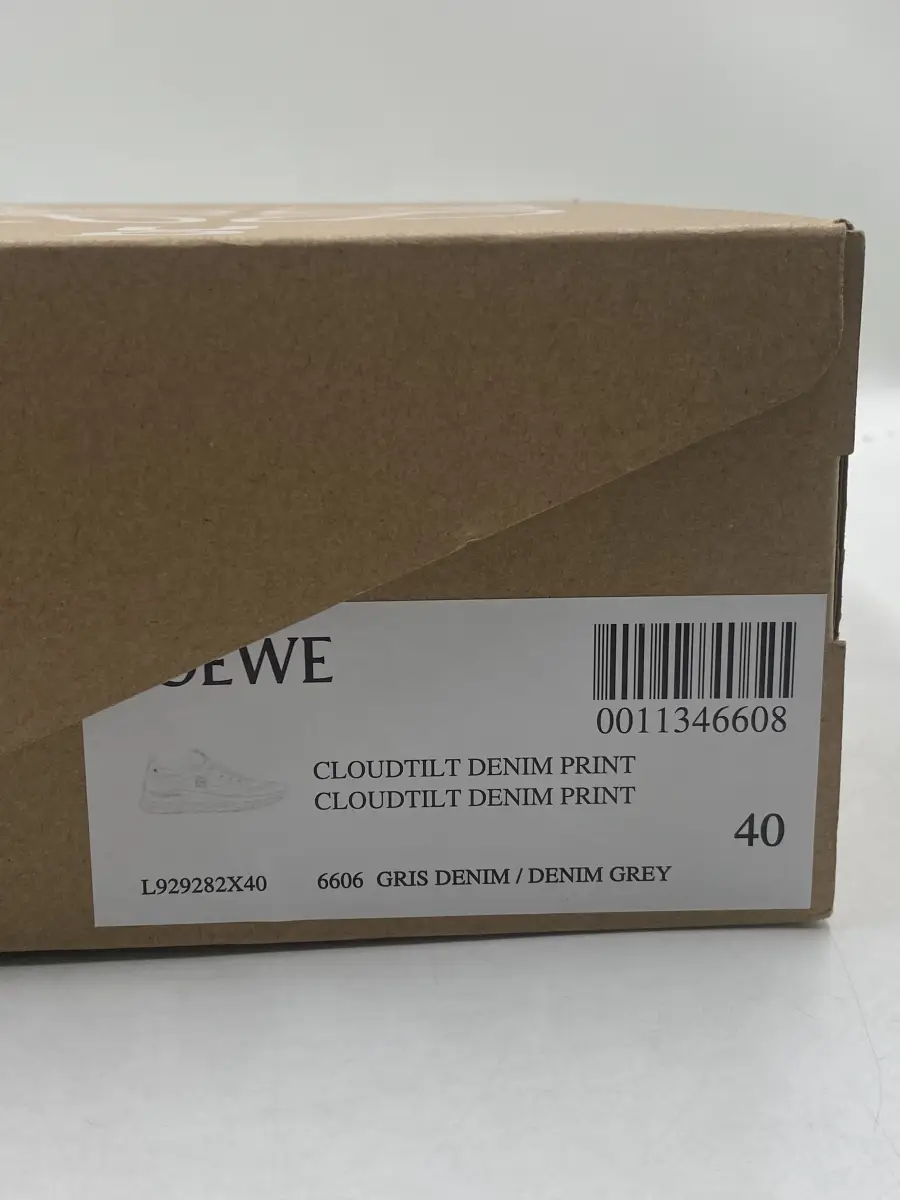 OEWE
0011346608
CLOUDTILT DENIM PRINT
CLOUDTILT DENIM PRINT
40
L929282X40 6606 GRIS DENIM / DENIM GREY